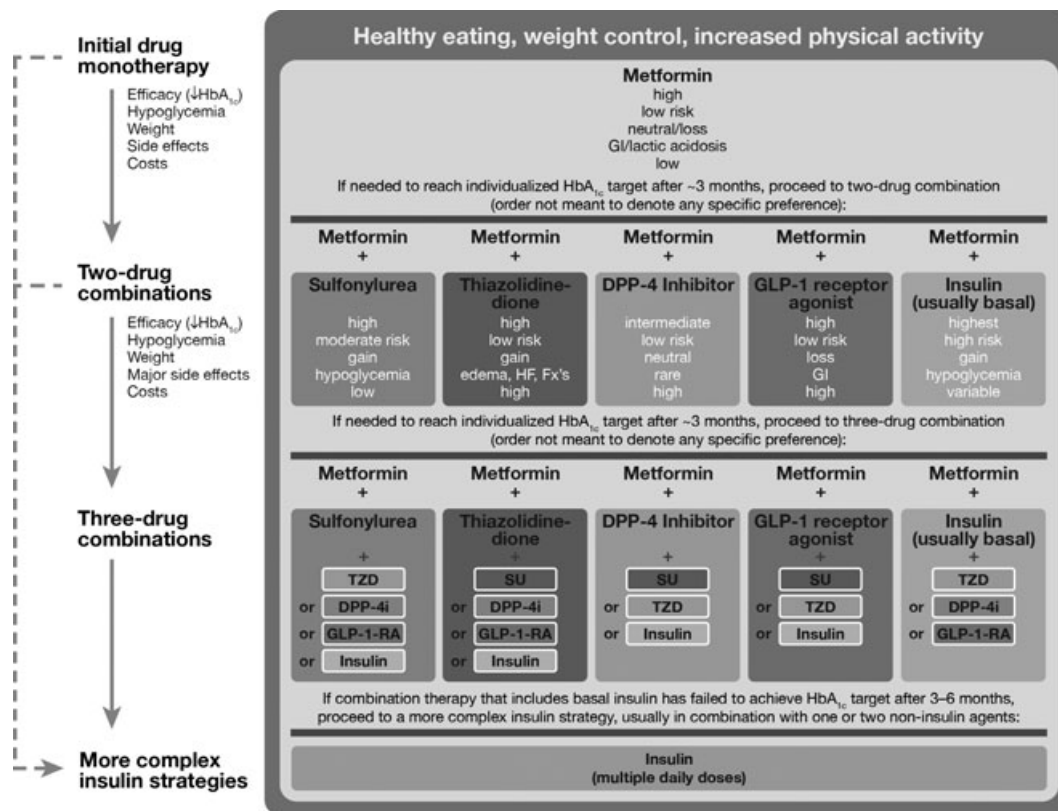 Healthy eating, weight control, increased physical activity
Initial drug
monotherapy
Efficacy (↓HbA1c)
Hypoglycemia
Weight
Side effects
Costs
Metformin
high
low risk
neutral/loss
GI/lactic acidosis
low
If needed to reach individualized HbA1c target after ~3 months, proceed to two-drug combination
(order not meant to denote any specific preference):
Two-drug
combinations
Efficacy (↓HbA1c)
Hypoglycemia
Weight
Major side effects
Costs
Metformin
+
Sulfonylurea
high
moderate risk
gain
hypoglycemia
low
Metformin
+
Thiazolidine-
dione
high
low risk
gain
edema, HF, Fx's
high
Metformin
+
DPP-4 Inhibitor
intermediate
low risk
neutral
rare
high
Metformin
+
GLP-1 receptor
agonist
high
low risk
loss
GI
high
Metformin
+
Insulin
(usually basal)
highest
high risk
gain
hypoglycemia
variable
If needed to reach individualized HbA1c target after ~3 months, proceed to three-drug combination
(order not meant to denote any specific preference):
Three-drug
combinations
Metformin
+
Sulfonylurea
+
TZD
or DPP-4i
or GLP-1-RA
or Insulin
Metformin
+
Thiazolidine-
dione
+
SU
or DPP-4i
or GLP-1-RA
or Insulin
Metformin
+
DPP-4 Inhibitor
+
SU
or TZD
or Insulin
Metformin
+
GLP-1 receptor
agonist
+
SU
or TZD
or Insulin
Metformin
+
Insulin
(usually basal)
+
TZD
or DPP-4i
or GLP-1-RA
If combination therapy that includes basal insulin has failed to achieve HbA1c target after 3–6 months,
proceed to a more complex insulin strategy, usually in combination with one or two non-insulin agents:
More complex
insulin strategies
Insulin
(multiple daily doses)